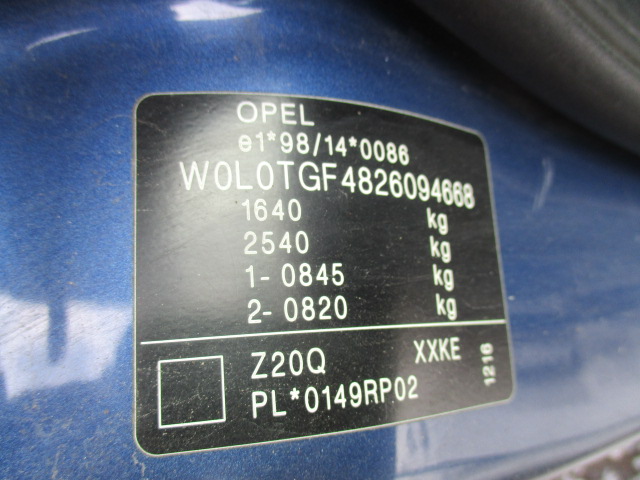 OPEL
e1*98/14*0086
W0L0TGF4826094668
1640 kg
2540 kg
1- 0845 kg
2- 0820 kg
Z20Q XXKE
PL*0149RP02
1216